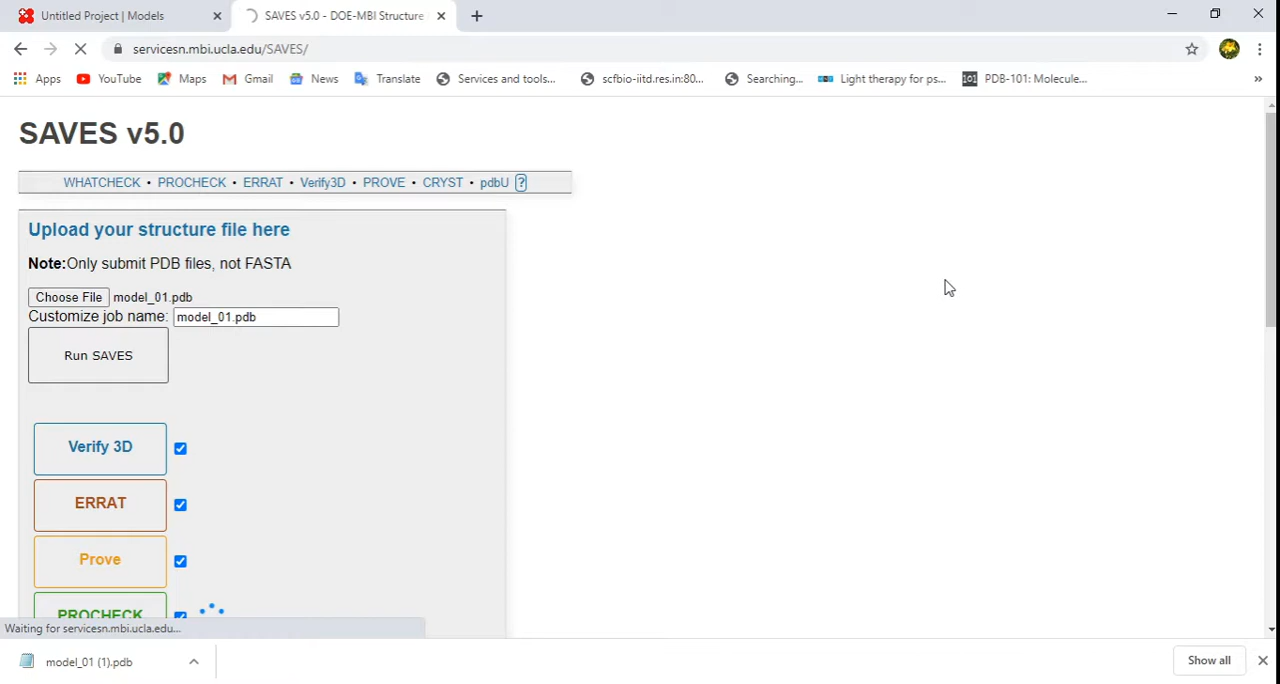 Untitled Project | Models
SAVES v5.0 - DOE-MBI Structure
servicesn.mbi.ucla.edu/SAVES/
Apps YouTube Maps Gmail News Translate Services and tools... scfbio-iitd.res.in:80... Searching... Light therapy for ps... 101 PDB-101: Molecule... »
SAVES v5.0
WHATCHECK • PROCHECK • ERRAT • Verify3D • PROVE • CRYST • pdbU ?
Upload your structure file here
Note:Only submit PDB files, not FASTA
Choose File model_01.pdb
Customize job name: model_01.pdb
Run SAVES
Verify 3D
ERRAT
Prove
PROCHECK
Waiting for servicesn.mbi.ucla.edu...
model_01 (1).pdb
Show all